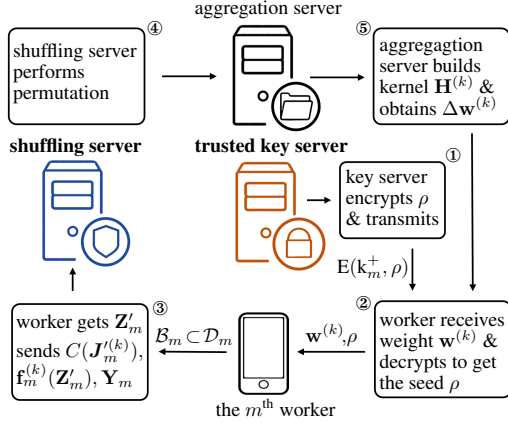 aggregation server
④
shuffling server
performs
permutation
⑤
aggregagtion
server builds
kernel H^(k) &
obtains Δw^(k)
shuffling server
trusted key server
①
key server
encrypts ρ
& transmits
E(k_m^+, ρ)
③
worker gets Z′_m
sends C(J′_m^(k)),
f_m^(k)(Z′_m), Y_m
B_m ⊂ D_m
w^(k),ρ
②
worker receives
weight w^(k) &
decrypts to get
the seed ρ
the m^th worker